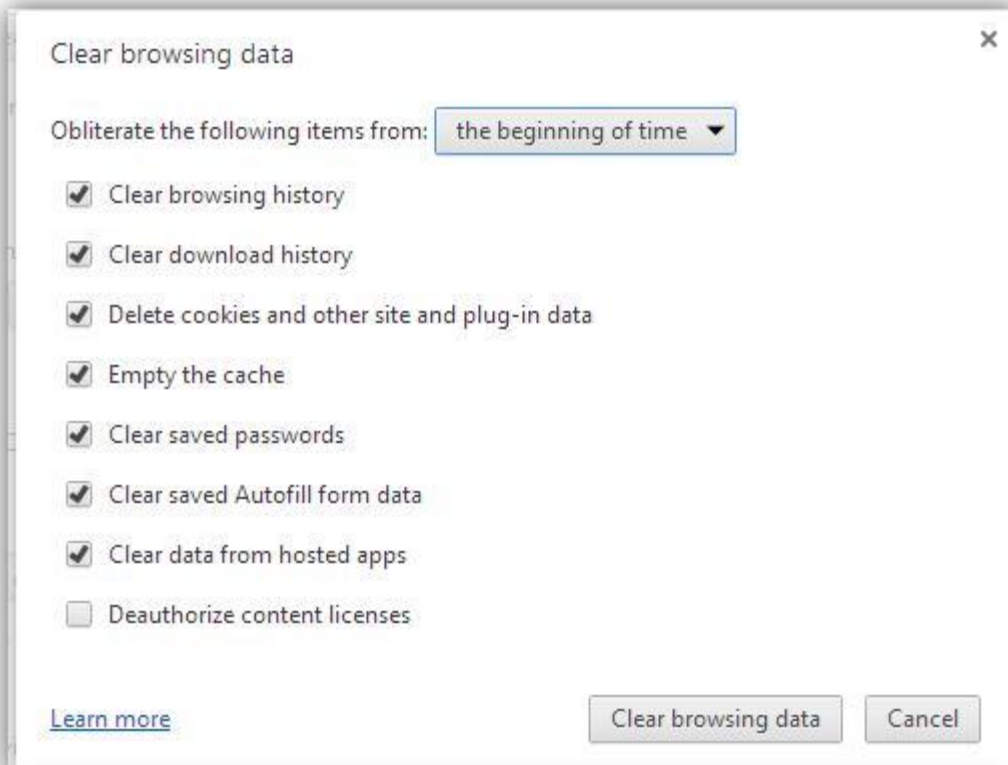 Clear browsing data
Obliterate the following items from: the beginning of time
Clear browsing history
Clear download history
Delete cookies and other site and plug-in data
Empty the cache
Clear saved passwords
Clear saved Autofill form data
Clear data from hosted apps
Deauthorize content licenses
Learn more Clear browsing data Cancel